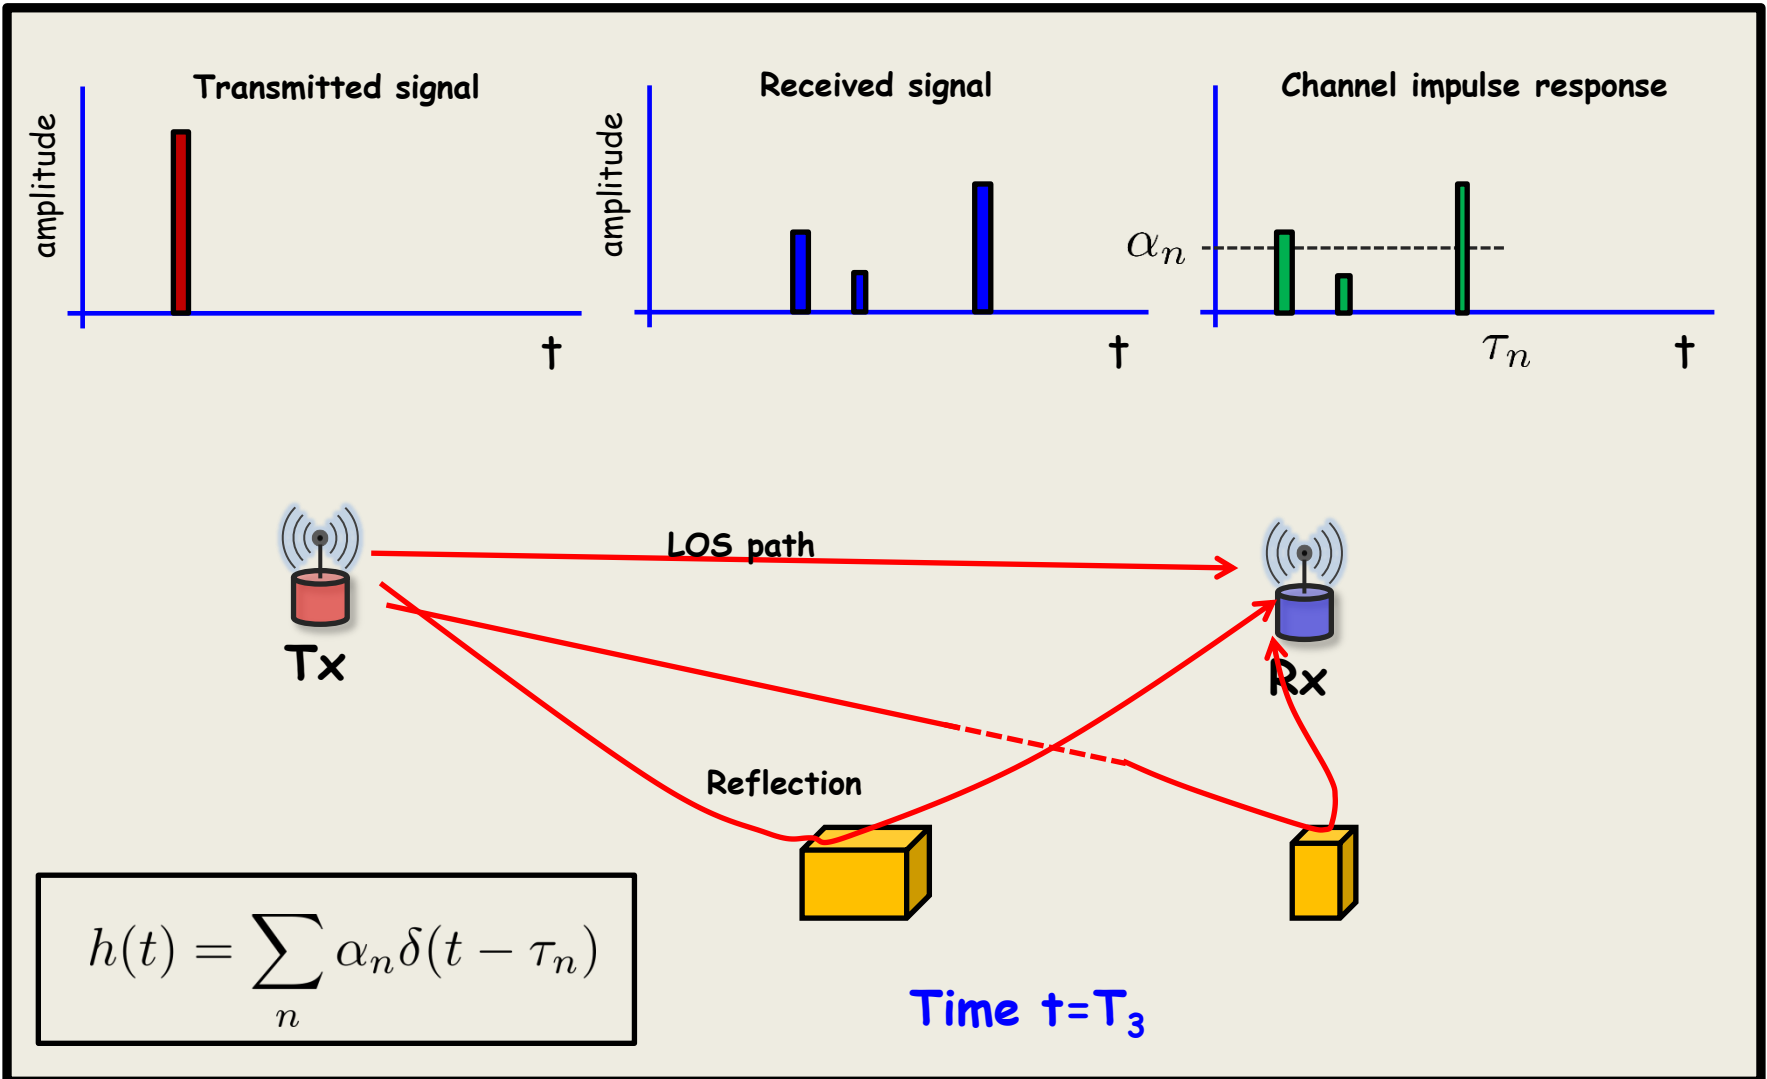 Transmitted signal
amplitude
t
Received signal
amplitude
t
Channel impulse response
αₙ
τₙ
t
LOS path
Tx
Rx
Reflection
h(t) = ∑ₙ αₙδ(t − τₙ)
Time t=T₃